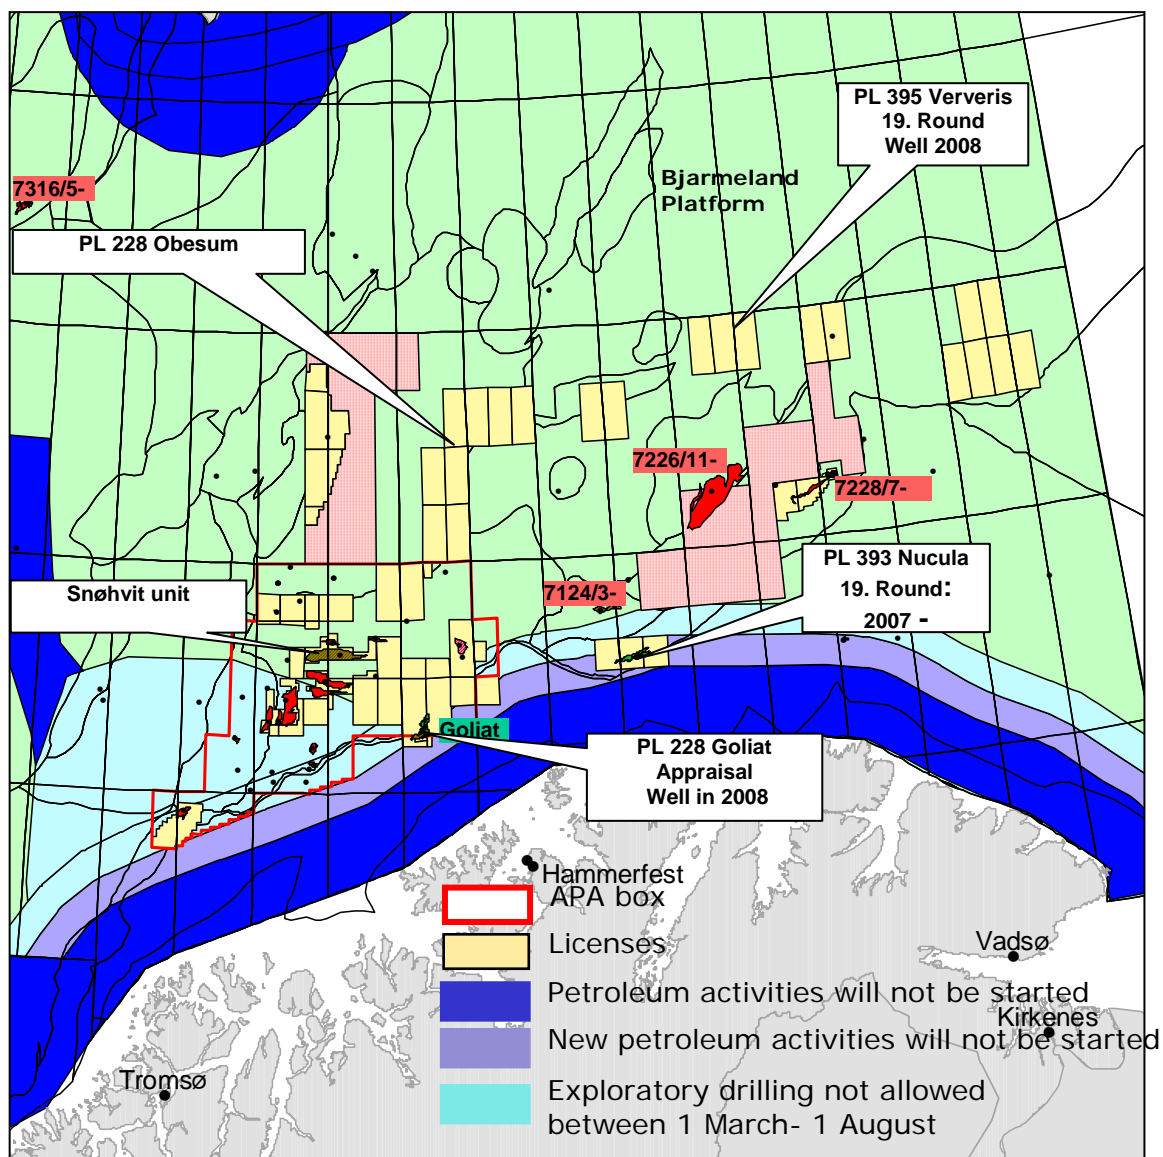 PL 395 Ververis
19. Round
Well 2008
Bjarmeland
Platform
7316/5-
PL 228 Obesum
7226/11-
7228/7-
PL 393 Nucula
19. Round:
2007 -
7124/3-
Snøhvit unit
Goliat
PL 228 Goliat
Appraisal
Well in 2008
Hammerfest
APA box
Licenses
Vadsø
Petroleum activities will not be started
Kirkenes
New petroleum activities will not be started
Tromsø
Exploratory drilling not allowed
between 1 March- 1 August